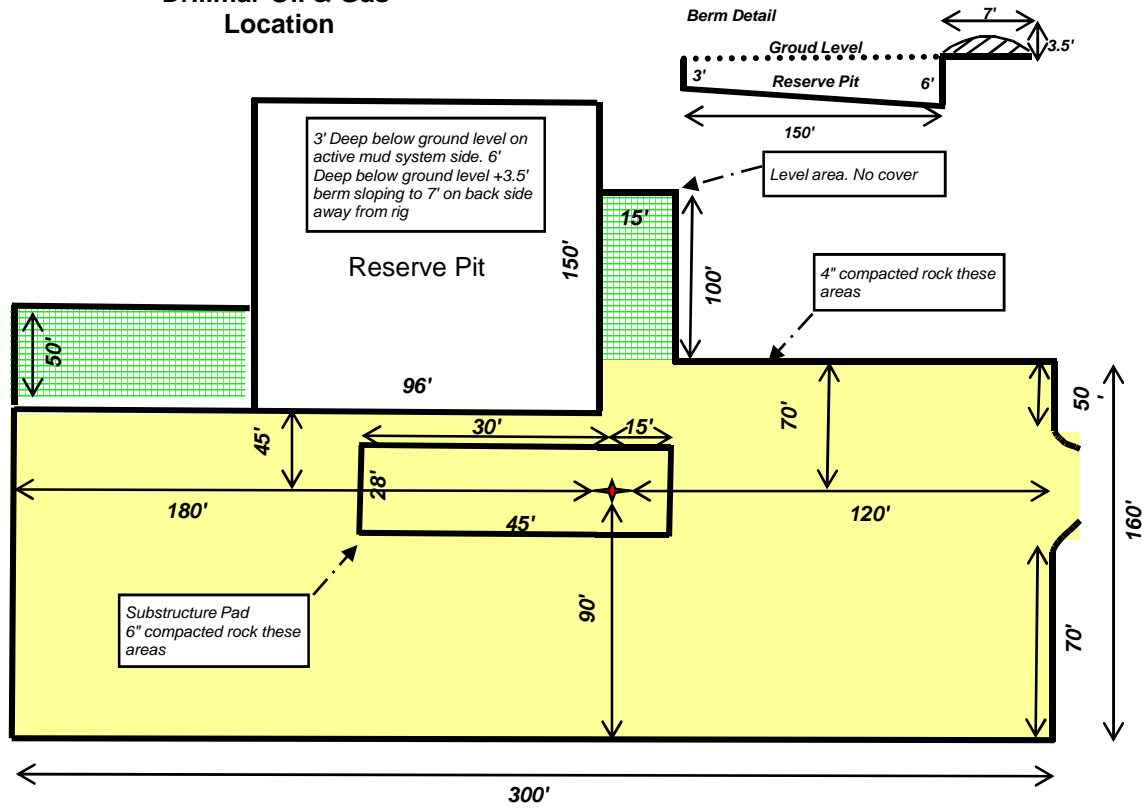 Drillmar Oil & Gas
Location
Berm Detail
7'
3.5'
Groud Level
3'
Reserve Pit
6'
150'
3' Deep below ground level on
active mud system side. 6'
Deep below ground level +3.5'
berm sloping to 7' on back side
away from rig
Reserve Pit
150'
96'
Level area. No cover
15'
100'
4" compacted rock these
areas
50'
45'
30'
15'
70'
50
'
28'
180'
45'
120'
160'
90'
70'
Substructure Pad
6" compacted rock these
areas
300'